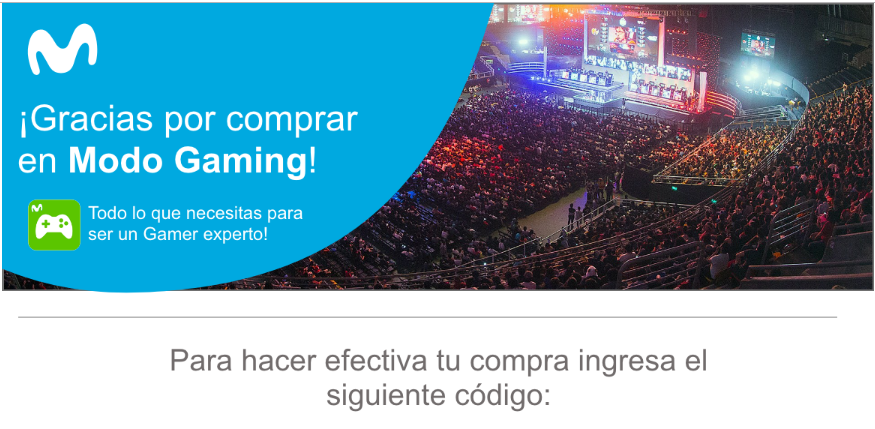 ¡Gracias por comprar
en Modo Gaming!
Todo lo que necesitas para
ser un Gamer experto!
Para hacer efectiva tu compra ingresa el
siguiente código: